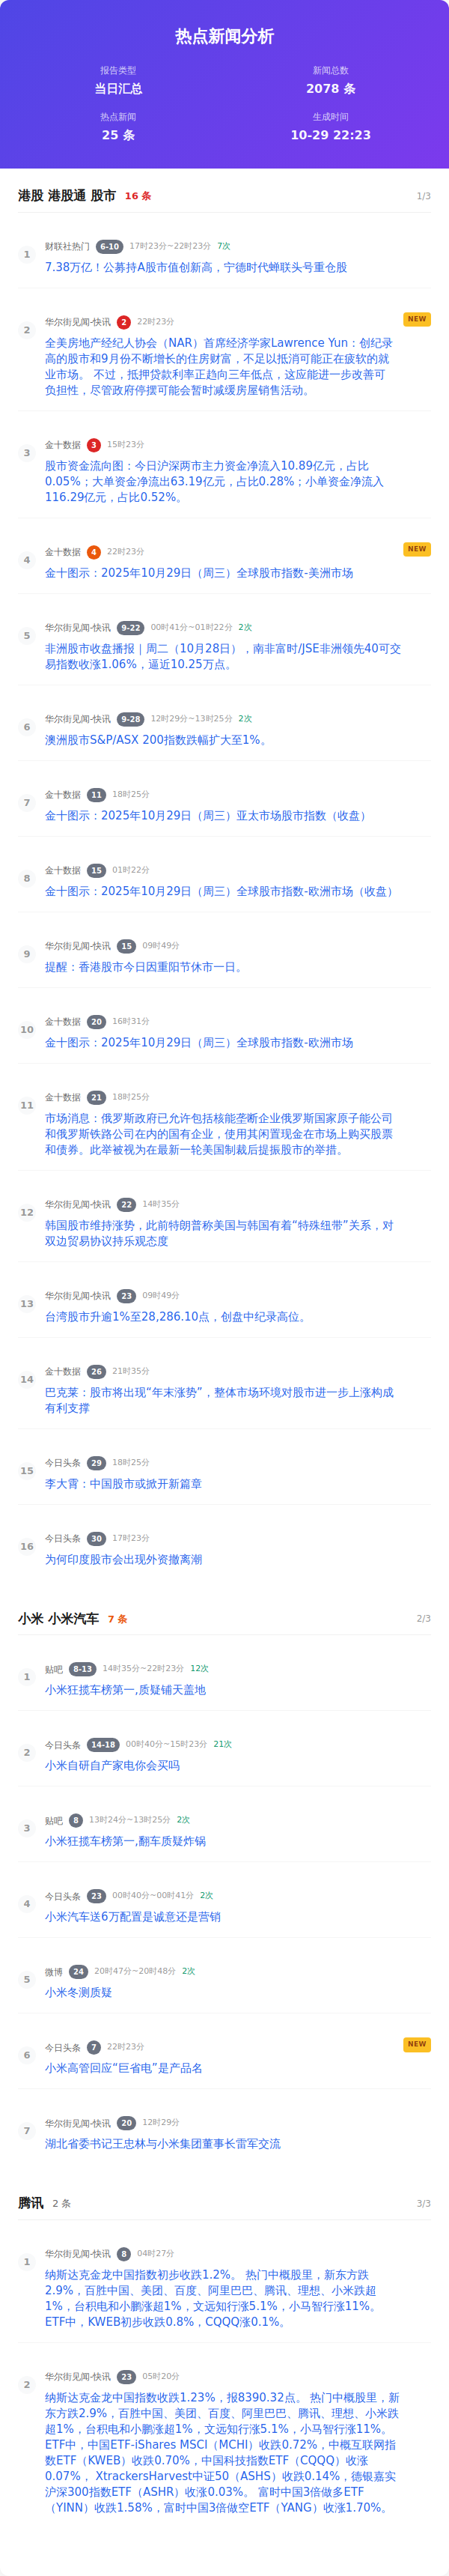 热点新闻分析
报告类型
新闻总数
当日汇总
2078 条
热点新闻
生成时间
25 条
10-29 22:23
港股 港股通 股市 16 条 1/3
1
财联社热门 6-10 17时23分~22时23分 7次
7.38万亿！公募持A股市值创新高，宁德时代蝉联头号重仓股
2
华尔街见闻-快讯 2 22时23分 NEW
全美房地产经纪人协会（NAR）首席经济学家Lawrence Yun：创纪录
高的股市和9月份不断增长的住房财富，不足以抵消可能正在疲软的就
业市场。 不过，抵押贷款利率正趋向三年低点，这应能进一步改善可
负担性，尽管政府停摆可能会暂时减缓房屋销售活动。
3
金十数据 3 15时23分
股市资金流向图：今日沪深两市主力资金净流入10.89亿元，占比
0.05%；大单资金流出63.19亿元，占比0.28%；小单资金净流入
116.29亿元，占比0.52%。
4
金十数据 4 22时23分 NEW
金十图示：2025年10月29日（周三）全球股市指数-美洲市场
5
华尔街见闻-快讯 9-22 00时41分~01时22分 2次
非洲股市收盘播报｜周二（10月28日），南非富时/JSE非洲领先40可交
易指数收涨1.06%，逼近10.25万点。
6
华尔街见闻-快讯 9-28 12时29分~13时25分 2次
澳洲股市S&P/ASX 200指数跌幅扩大至1%。
7
金十数据 11 18时25分
金十图示：2025年10月29日（周三）亚太市场股市指数（收盘）
8
金十数据 15 01时22分
金十图示：2025年10月29日（周三）全球股市指数-欧洲市场（收盘）
9
华尔街见闻-快讯 15 09时49分
提醒：香港股市今日因重阳节休市一日。
10
金十数据 20 16时31分
金十图示：2025年10月29日（周三）全球股市指数-欧洲市场
11
金十数据 21 18时25分
市场消息：俄罗斯政府已允许包括核能垄断企业俄罗斯国家原子能公司
和俄罗斯铁路公司在内的国有企业，使用其闲置现金在市场上购买股票
和债券。此举被视为在最新一轮美国制裁后提振股市的举措。
12
华尔街见闻-快讯 22 14时35分
韩国股市维持涨势，此前特朗普称美国与韩国有着“特殊纽带”关系，对
双边贸易协议持乐观态度
13
华尔街见闻-快讯 23 09时49分
台湾股市升逾1%至28,286.10点，创盘中纪录高位。
14
金十数据 26 21时35分
巴克莱：股市将出现“年末涨势”，整体市场环境对股市进一步上涨构成
有利支撑
15
今日头条 29 18时25分
李大霄：中国股市或掀开新篇章
16
今日头条 30 17时23分
为何印度股市会出现外资撤离潮
小米 小米汽车 7 条 2/3
1
贴吧 8-13 14时35分~22时23分 12次
小米狂揽车榜第一,质疑铺天盖地
2
今日头条 14-18 00时40分~15时23分 21次
小米自研自产家电你会买吗
3
贴吧 8 13时24分~13时25分 2次
小米狂揽车榜第一,翻车质疑炸锅
4
今日头条 23 00时40分~00时41分 2次
小米汽车送6万配置是诚意还是营销
5
微博 24 20时47分~20时48分 2次
小米冬测质疑
6
今日头条 7 22时23分 NEW
小米高管回应“巨省电”是产品名
7
华尔街见闻-快讯 20 12时29分
湖北省委书记王忠林与小米集团董事长雷军交流
腾讯 2 条 3/3
1
华尔街见闻-快讯 8 04时27分
纳斯达克金龙中国指数初步收跌1.2%。 热门中概股里，新东方跌
2.9%，百胜中国、美团、百度、阿里巴巴、腾讯、理想、小米跌超
1%，台积电和小鹏涨超1%，文远知行涨5.1%，小马智行涨11%。
ETF中，KWEB初步收跌0.8%，CQQQ涨0.1%。
2
华尔街见闻-快讯 23 05时20分
纳斯达克金龙中国指数收跌1.23%，报8390.32点。 热门中概股里，新
东方跌2.9%，百胜中国、美团、百度、阿里巴巴、腾讯、理想、小米跌
超1%，台积电和小鹏涨超1%，文远知行涨5.1%，小马智行涨11%。
ETF中，中国ETF-iShares MSCI（MCHI）收跌0.72%，中概互联网指
数ETF（KWEB）收跌0.70%，中国科技指数ETF（CQQQ）收涨
0.07%， XtrackersHarvest中证50（ASHS）收跌0.14%，德银嘉实
沪深300指数ETF（ASHR）收涨0.03%。 富时中国3倍做多ETF
（YINN）收跌1.58%，富时中国3倍做空ETF（YANG）收涨1.70%。